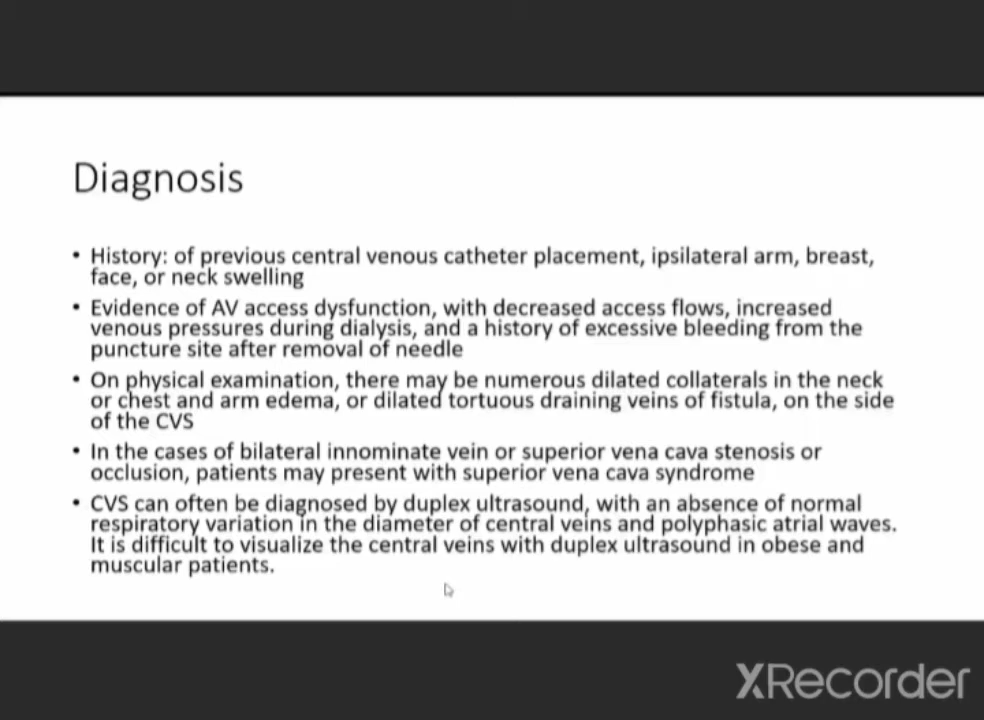 Diagnosis
• History: of previous central venous catheter placement, ipsilateral arm, breast,
face, or neck swelling
• Evidence of AV access dysfunction, with decreased access flows, increased
venous pressures during dialysis, and a history of excessive bleeding from the
puncture site after removal of needle
• On physical examination, there may be numerous dilated collaterals in the neck
or chest and arm edema, or dilated tortuous draining veins of fistula, on the side
of the CVS
• In the cases of bilateral innominate vein or superior vena cava stenosis or
occlusion, patients may present with superior vena cava syndrome
• CVS can often be diagnosed by duplex ultrasound, with an absence of normal
respiratory variation in the diameter of central veins and polyphasic atrial waves.
It is difficult to visualize the central veins with duplex ultrasound in obese and
muscular patients.
XRecorder